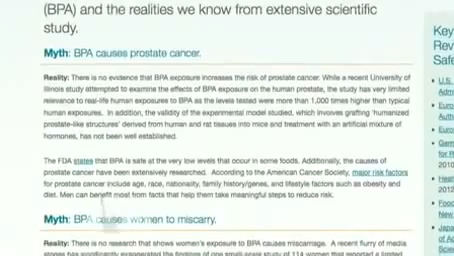 (BPA) and the realities we know from extensive scientific
study.
Myth: BPA causes prostate cancer.
Reality: There is no evidence that BPA exposure increases the risk of prostate cancer. While a recent University of
Illinois study attempted to examine the effects of BPA exposure on the human prostate, the study has very limited
relevance to real-life human exposures to BPA as the levels tested were more than 1,000 times higher than typical
human exposures. In addition, the validity of the experimental model studied, which involves grafting 'humanized
prostate-like structures' derived from human and rat tissues into mice and treatment with an artificial mixture of
hormones, has not been well established.
The FDA states that BPA is safe at the very low levels that occur in some foods. Additionally, the causes of
prostate cancer have been extensively researched. According to the American Cancer Society, major risk factors
for prostate cancer include age, race, nationality, family history/genes, and lifestyle factors such as obesity and
diet. Men can benefit most from facts that help them take meaningful steps to reduce risk.
Myth: BPA causes women to miscarry.
Reality: There is no research that shows women's exposure to BPA causes miscarriage. A recent flurry of media
Key
Rev
Safe
U.S.
Adm
Euro
Auth
Euro
Germ
for R
2010
Healt
2012
Food
New
Japa
of Ap
Scie